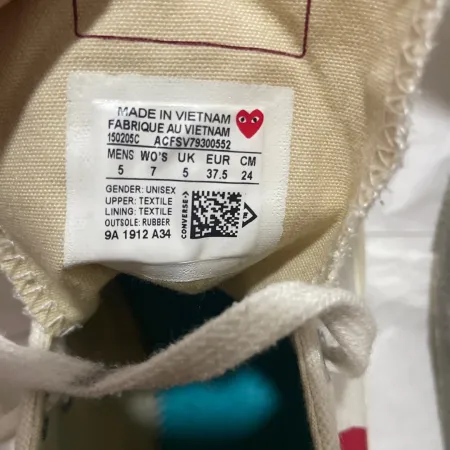 MADE IN VIETNAM
FABRIQUE AU VIETNAM
150205C ACFSV79300552
MENS WO'S UK EUR CM
5 7 5 37.5 24
GENDER: UNISEX
UPPER: TEXTILE
LINING: TEXTILE
OUTSOLE: RUBBER
9A 1912 A34
CONVERSE